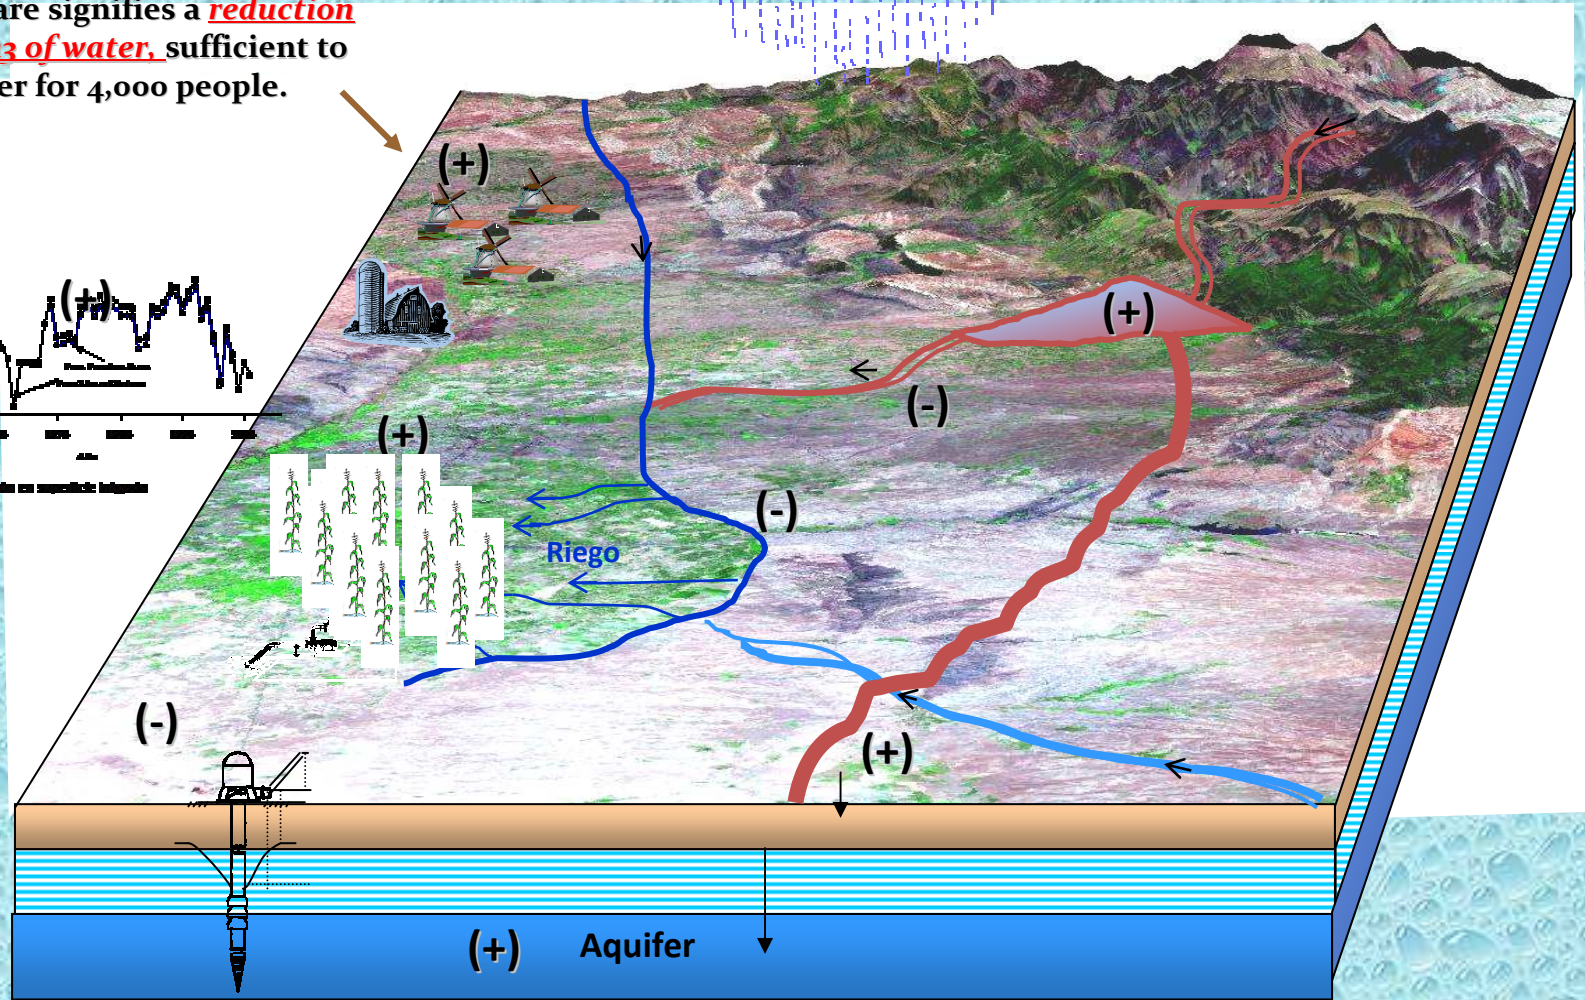 are signifies a reduction
3 of water, sufficient to
er for 4,000 people.
(+)
(+)
(+)
(-)
(+)
(-)
Riego
(-)
(+)
(+) Aquifer